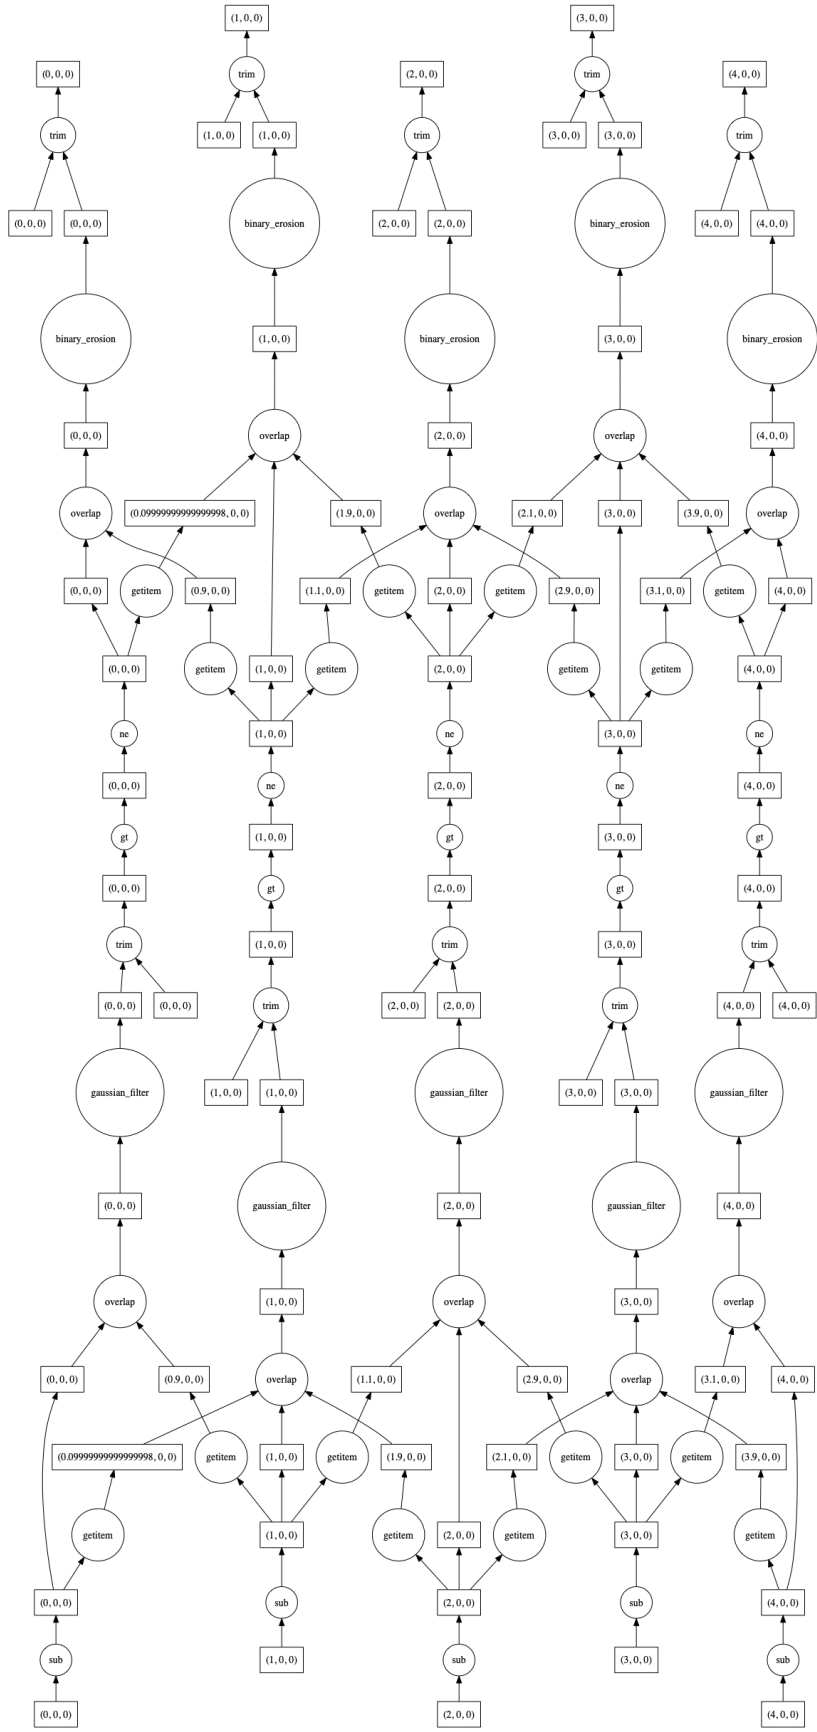 (1, 0, 0) (3, 0, 0)
(0, 0, 0) trim (2, 0, 0) trim (4, 0, 0)
trim (1, 0, 0) (1, 0, 0) trim (3, 0, 0) (3, 0, 0) trim
(0, 0, 0) (0, 0, 0) binary_erosion (2, 0, 0) (2, 0, 0) binary_erosion (4, 0, 0) (4, 0, 0)
binary_erosion (1, 0, 0) binary_erosion (3, 0, 0) binary_erosion
(0, 0, 0) overlap (2, 0, 0) overlap (4, 0, 0)
overlap (0.09999999999999998, 0, 0) (1.9, 0, 0) overlap (2.1, 0, 0) (3, 0, 0) (3.9, 0, 0) overlap
(0, 0, 0) getitem (0.9, 0, 0) (1.1, 0, 0) getitem (2, 0, 0) getitem (2.9, 0, 0) (3.1, 0, 0) getitem (4, 0, 0)
(0, 0, 0) getitem (1, 0, 0) getitem (2, 0, 0) getitem getitem (4, 0, 0)
ne (1, 0, 0) ne (3, 0, 0) ne
(0, 0, 0) ne (2, 0, 0) ne (4, 0, 0)
gt (1, 0, 0) gt (3, 0, 0) gt
(0, 0, 0) gt (2, 0, 0) gt (4, 0, 0)
trim (1, 0, 0) trim (3, 0, 0) trim
(0, 0, 0) (0, 0, 0) trim (2, 0, 0) (2, 0, 0) trim (4, 0, 0) (4, 0, 0)
gaussian_filter (1, 0, 0) (1, 0, 0) gaussian_filter (3, 0, 0) (3, 0, 0) gaussian_filter
(0, 0, 0) gaussian_filter (2, 0, 0) gaussian_filter (4, 0, 0)
overlap (1, 0, 0) overlap (3, 0, 0) overlap
(0, 0, 0) (0.9, 0, 0) overlap (1.1, 0, 0) (2.9, 0, 0) overlap (3.1, 0, 0) (4, 0, 0)
(0.09999999999999998, 0, 0) getitem (1, 0, 0) getitem (1.9, 0, 0) (2.1, 0, 0) getitem (3, 0, 0) getitem (3.9, 0, 0)
getitem (1, 0, 0) getitem (2, 0, 0) getitem (3, 0, 0) getitem
(0, 0, 0) sub (2, 0, 0) sub (4, 0, 0)
sub (1, 0, 0) sub (3, 0, 0) sub
(0, 0, 0) (2, 0, 0) (4, 0, 0)